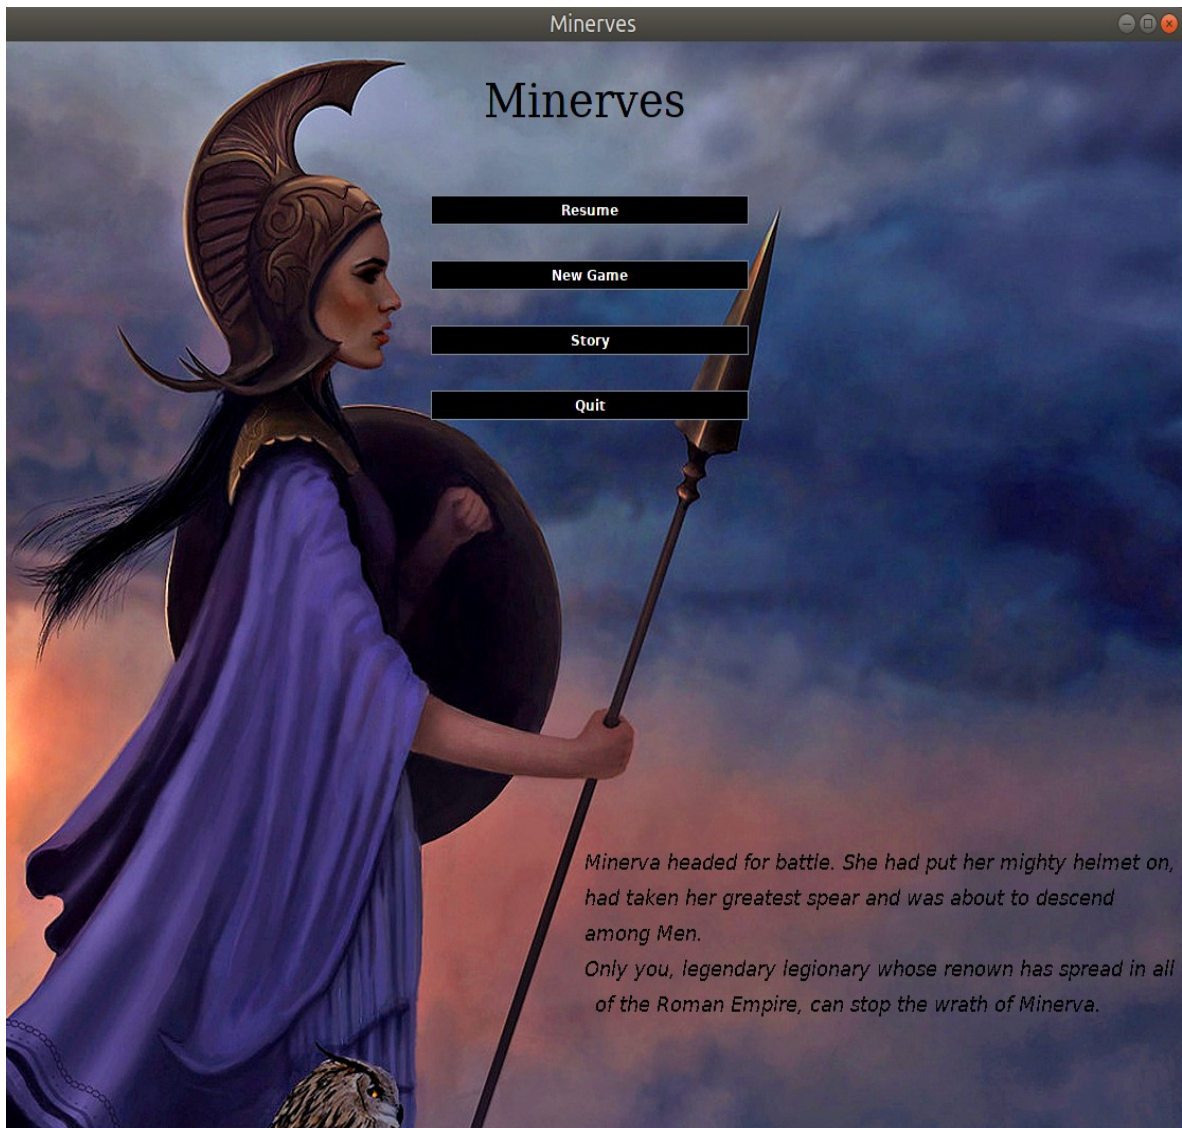 Minerves
Minerves
Resume
New Game
Story
Quit
Minerva headed for battle. She had put her mighty helmet on,
had taken her greatest spear and was about to descend
among Men.
Only you, legendary legionary whose renown has spread in all
of the Roman Empire, can stop the wrath of Minerva.